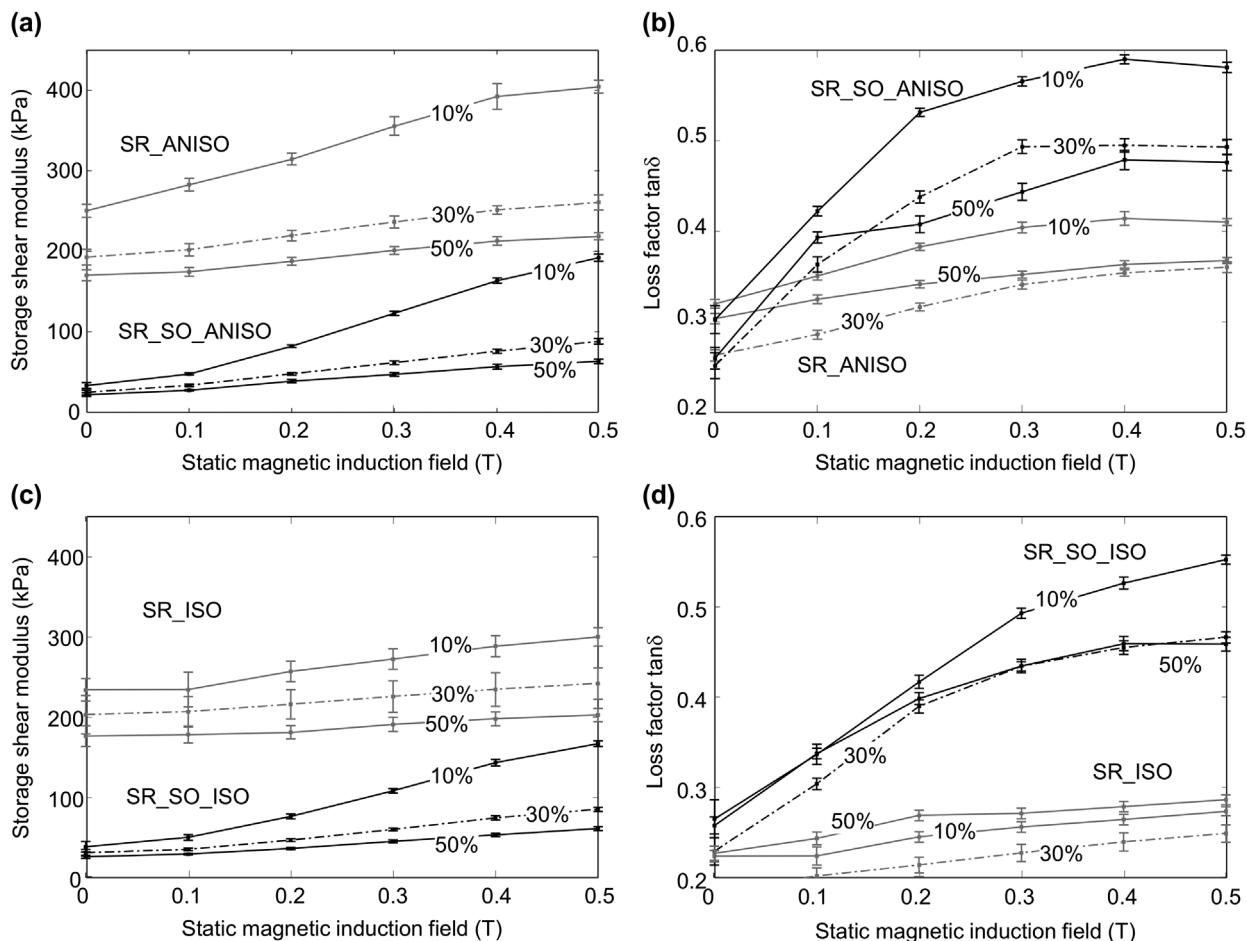 (a)
Storage shear modulus (kPa)
400
300
200
100
0
SR_ANISO
10%
30%
50%
SR_SO_ANISO
10%
30%
50%
0 0.1 0.2 0.3 0.4 0.5
Static magnetic induction field (T)
(b)
Loss factor tanδ
0.6
0.5
0.4
0.3
0.2
SR_SO_ANISO
10%
30%
50%
10%
50%
30%
SR_ANISO
0 0.1 0.2 0.3 0.4 0.5
Static magnetic induction field (T)
(c)
Storage shear modulus (kPa)
400
300
200
100
0
SR_ISO
10%
30%
50%
SR_SO_ISO
10%
30%
50%
0 0.1 0.2 0.3 0.4 0.5
Static magnetic induction field (T)
(d)
Loss factor tanδ
0.6
0.5
0.4
0.3
0.2
SR_SO_ISO
10%
50%
30%
SR_ISO
50%
10%
30%
0 0.1 0.2 0.3 0.4 0.5
Static magnetic induction field (T)